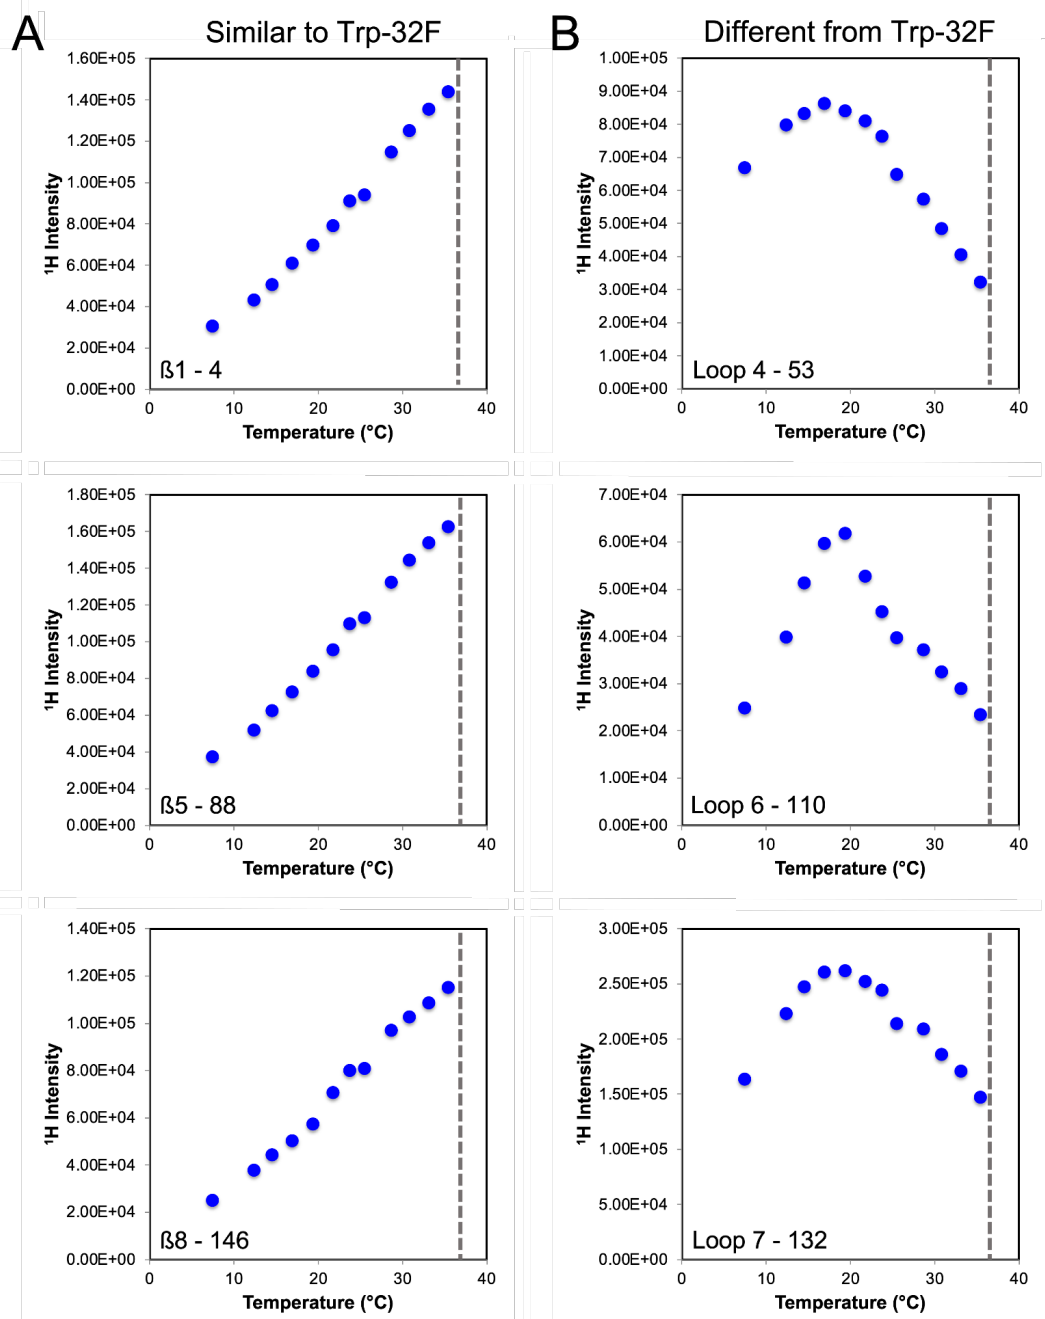 A
Similar to Trp-32F
B
Different from Trp-32F
1.60E+05
1.40E+05
1.20E+05
1.00E+05
8.00E+04
6.00E+04
4.00E+04
2.00E+04
0.00E+00
¹H Intensity
ß1 - 4
0 10 20 30 40
Temperature (°C)
1.00E+05
9.00E+04
8.00E+04
7.00E+04
6.00E+04
5.00E+04
4.00E+04
3.00E+04
2.00E+04
1.00E+04
0.00E+00
¹H Intensity
Loop 4 - 53
0 10 20 30 40
Temperature (°C)
1.80E+05
1.60E+05
1.40E+05
1.20E+05
1.00E+05
8.00E+04
6.00E+04
4.00E+04
2.00E+04
0.00E+00
¹H Intensity
ß5 - 88
0 10 20 30 40
Temperature (°C)
7.00E+04
6.00E+04
5.00E+04
4.00E+04
3.00E+04
2.00E+04
1.00E+04
0.00E+00
¹H Intensity
Loop 6 - 110
0 10 20 30 40
Temperature (°C)
1.40E+05
1.20E+05
1.00E+05
8.00E+04
6.00E+04
4.00E+04
2.00E+04
0.00E+00
¹H Intensity
ß8 - 146
0 10 20 30 40
Temperature (°C)
3.00E+05
2.50E+05
2.00E+05
1.50E+05
1.00E+05
5.00E+04
0.00E+00
¹H Intensity
Loop 7 - 132
0 10 20 30 40
Temperature (°C)